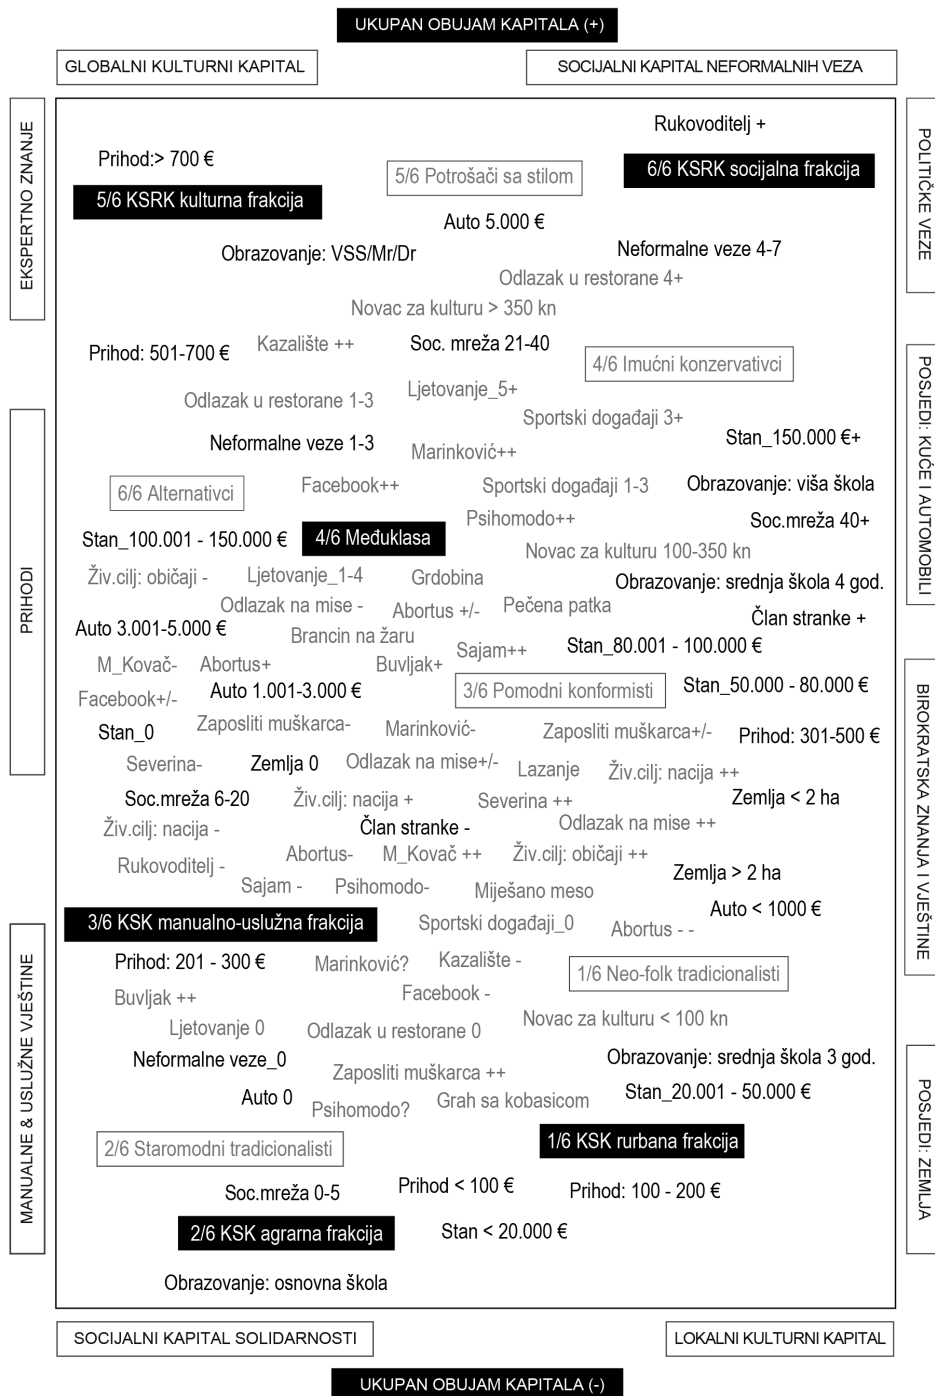 UKUPAN OBUJAM KAPITALA (+)
GLOBALNI KULTURNI KAPITAL
SOCIJALNI KAPITAL NEFORMALNIH VEZA
EKSPERTNO ZNANJE
PRIHODI
MANUALNE & USLUŽNE VJEŠTINE
Rukovoditelj +
Prihod:> 700 €
5/6 Potrošači sa stilom
6/6 KSRK socijalna frakcija
5/6 KSRK kulturna frakcija
Auto 5.000 €
Obrazovanje: VSS/Mr/Dr
Neformalne veze 4-7
Odlazak u restorane 4+
Novac za kulturu > 350 kn
Prihod: 501-700 €
Kazalište ++
Soc. mreža 21-40
4/6 Imućni konzervativci
Ljetovanje_5+
Odlazak u restorane 1-3
Sportski događaji 3+
Neformalne veze 1-3
Marinković++
Stan_150.000 €+
6/6 Alternativci
Facebook++
Sportski događaji 1-3
Obrazovanje: viša škola
Psihomodo++
Soc.mreža 40+
Stan_100.001 - 150.000 €
4/6 Međuklasa
Novac za kulturu 100-350 kn
Živ.cilj: običaji -
Ljetovanje_1-4
Grdobina
Obrazovanje: srednja škola 4 god.
Odlazak na mise -
Abortus +/-
Pečena patka
Član stranke +
Auto 3.001-5.000 €
Brancin na žaru
Sajam++
Stan_80.001 - 100.000 €
M_Kovač-
Abortus+
Buvljak+
Facebook+/-
Auto 1.001-3.000 €
3/6 Pomodni konformisti
Stan_50.000 - 80.000 €
Stan_0
Zaposliti muškarca-
Marinković-
Zaposliti muškarca+/-
Prihod: 301-500 €
Severina-
Zemlja 0
Odlazak na mise+/-
Lazanje
Živ.cilj: nacija ++
Soc.mreža 6-20
Živ.cilj: nacija +
Severina ++
Zemlja < 2 ha
Živ.cilj: nacija -
Član stranke -
Odlazak na mise ++
Rukovoditelj -
Abortus-
M_Kovač ++
Živ.cilj: običaji ++
Zemlja > 2 ha
Sajam -
Psihomodo-
Miješano meso
Auto < 1000 €
3/6 KSK manualno-uslužna frakcija
Sportski događaji_0
Abortus - -
Prihod: 201 - 300 €
Marinković?
Kazalište -
1/6 Neo-folk tradicionalisti
Buvljak ++
Facebook -
Ljetovanje 0
Odlazak u restorane 0
Novac za kulturu < 100 kn
Neformalne veze_0
Obrazovanje: srednja škola 3 god.
Zaposliti muškarca ++
Auto 0
Psihomodo?
Grah sa kobasicom
Stan_20.001 - 50.000 €
2/6 Staromodni tradicionalisti
1/6 KSK rurbana frakcija
Soc.mreža 0-5
Prihod < 100 €
Prihod: 100 - 200 €
2/6 KSK agrarna frakcija
Stan < 20.000 €
Obrazovanje: osnovna škola
POLITIČKE VEZE
POSJEDI: KUĆE I AUTOMOBILI
BIROKRATSKA ZNANJA I VJEŠTINE
POSJEDI: ZEMLJA
SOCIJALNI KAPITAL SOLIDARNOSTI
LOKALNI KULTURNI KAPITAL
UKUPAN OBUJAM KAPITALA (-)